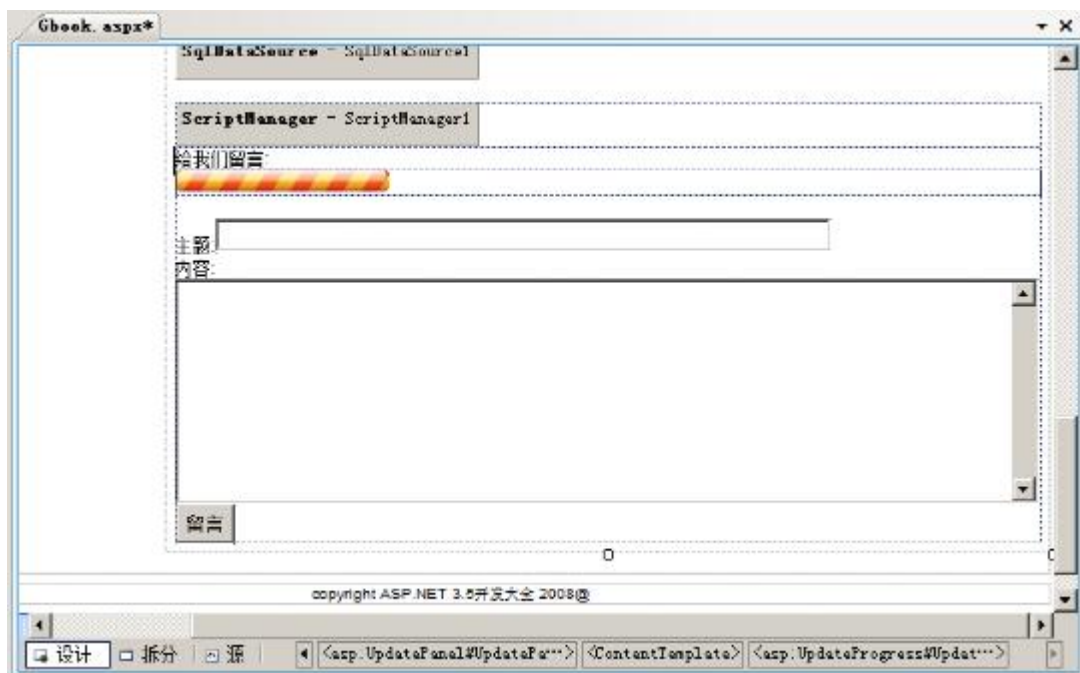 Gbook.aspx*
SqlDataSource - SqlDataSource1
ScriptManager - ScriptManager1
给我们留言:
主题:
内容:
留言
copyright ASP.NET 3.5开发大全 2008@
设计 拆分 源 <asp:UpdatePanel#UpdatePa...> <ContentTemplate> <asp:UpdateProgress#Updat...>